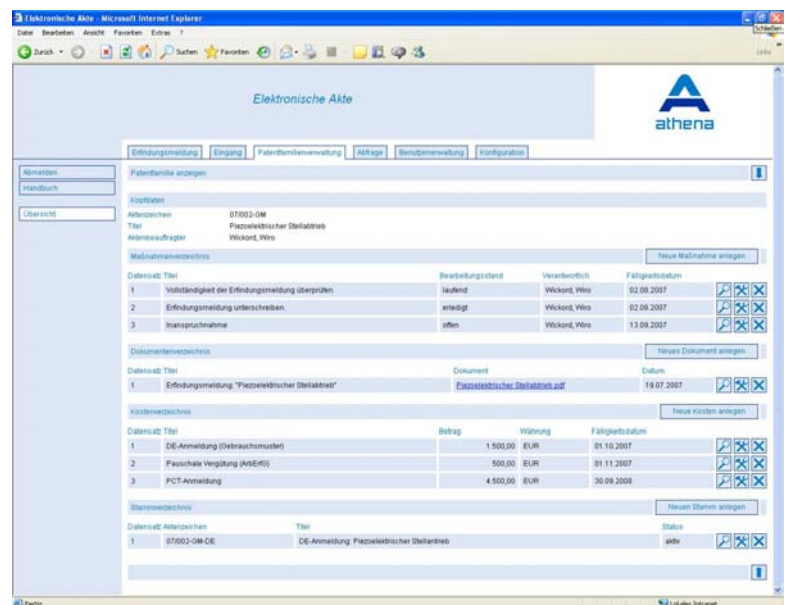 Elektronische Akte - Microsoft Internet Explorer
Datei Bearbeiten Ansicht Favoriten Extras ?
Schließen
Zurück Suchen Favoriten Links
Elektronische Akte
athena
Erfindungsmeldung Eingang Patentfamilienverwaltung Abfrage Benutzerverwaltung Konfiguration
Abmelden
Handbuch
Übersicht
Patentfamilie anzeigen
Kopfdaten
Aktenzeichen 07/002-GM
Titel Piezoelektrischer Stellabtrieb
Aktenbeauftragter Wickord, Wiro
Maßnahmenverzeichnis Neue Maßnahme anlegen
Datensatz Titel Bearbeitungsstand Verantwortlich Fälligkeitsdatum
1 Vollständigkeit der Erfindungsmeldung überprüfen. laufend Wickord, Wiro 02.08.2007
2 Erfindungsmeldung unterschreiben. erledigt Wickord, Wiro 02.08.2007
3 Inanspruchnahme offen Wickord, Wiro 13.09.2007
Dokumentenverzeichnis Neues Dokument anlegen
Datensatz Titel Dokument Datum
1 Erfindungsmeldung: "Piezoelektrischer Stellabtrieb" Piezoelektrischer Stellabtrieb.pdf 19.07.2007
Kostenverzeichnis Neue Kosten anlegen
Datensatz Titel Betrag Währung Fälligkeitsdatum
1 DE-Anmeldung (Gebrauchsmuster) 1.500,00 EUR 01.10.2007
2 Pauschale Vergütung (ArbErfG) 500,00 EUR 01.11.2007
3 PCT-Anmeldung 4.500,00 EUR 30.09.2008
Stammverzeichnis Neuen Stamm anlegen
Datensatz Aktenzeichen Titel Status
1 07/002-GM-DE DE-Anmeldung: Piezoelektrischer Stellantrieb aktiv
Fertig Lokales Intranet